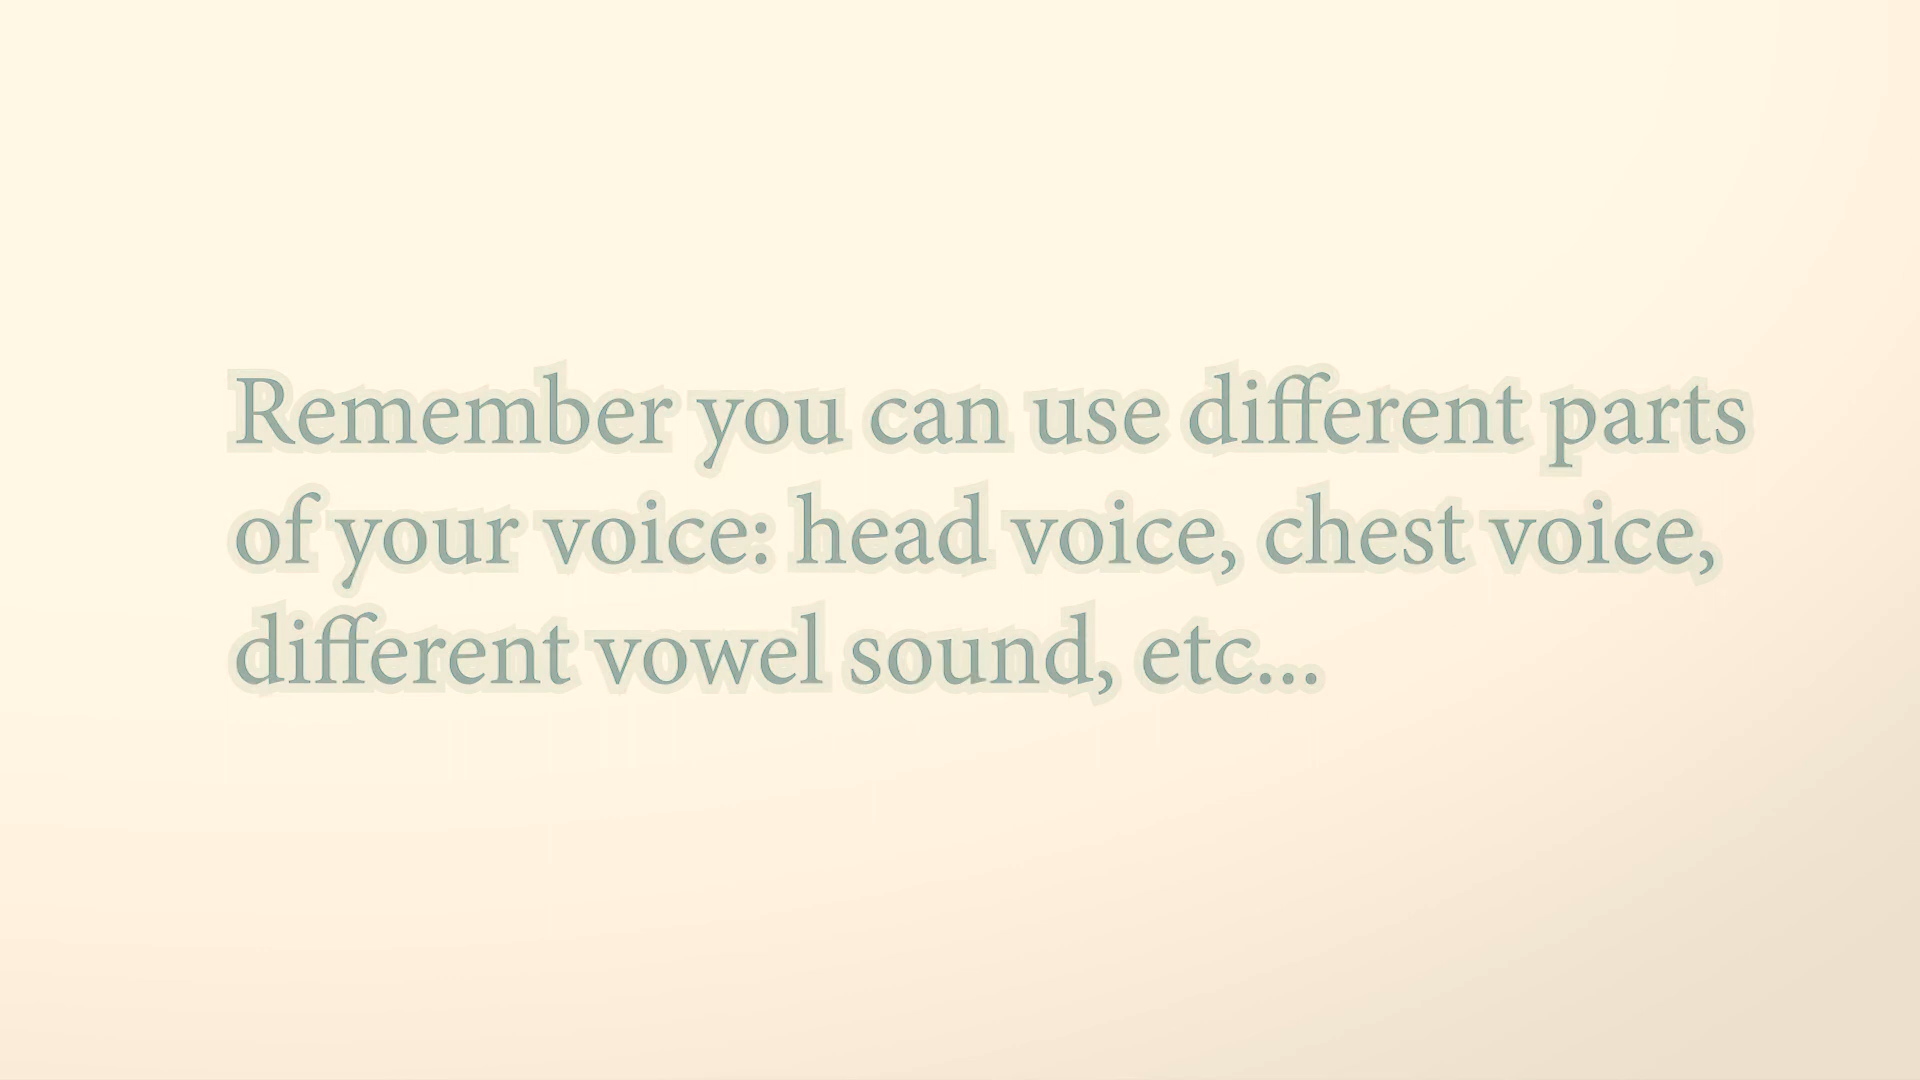 Remember you can use different parts
of your voice: head voice, chest voice,
different vowel sound, etc...